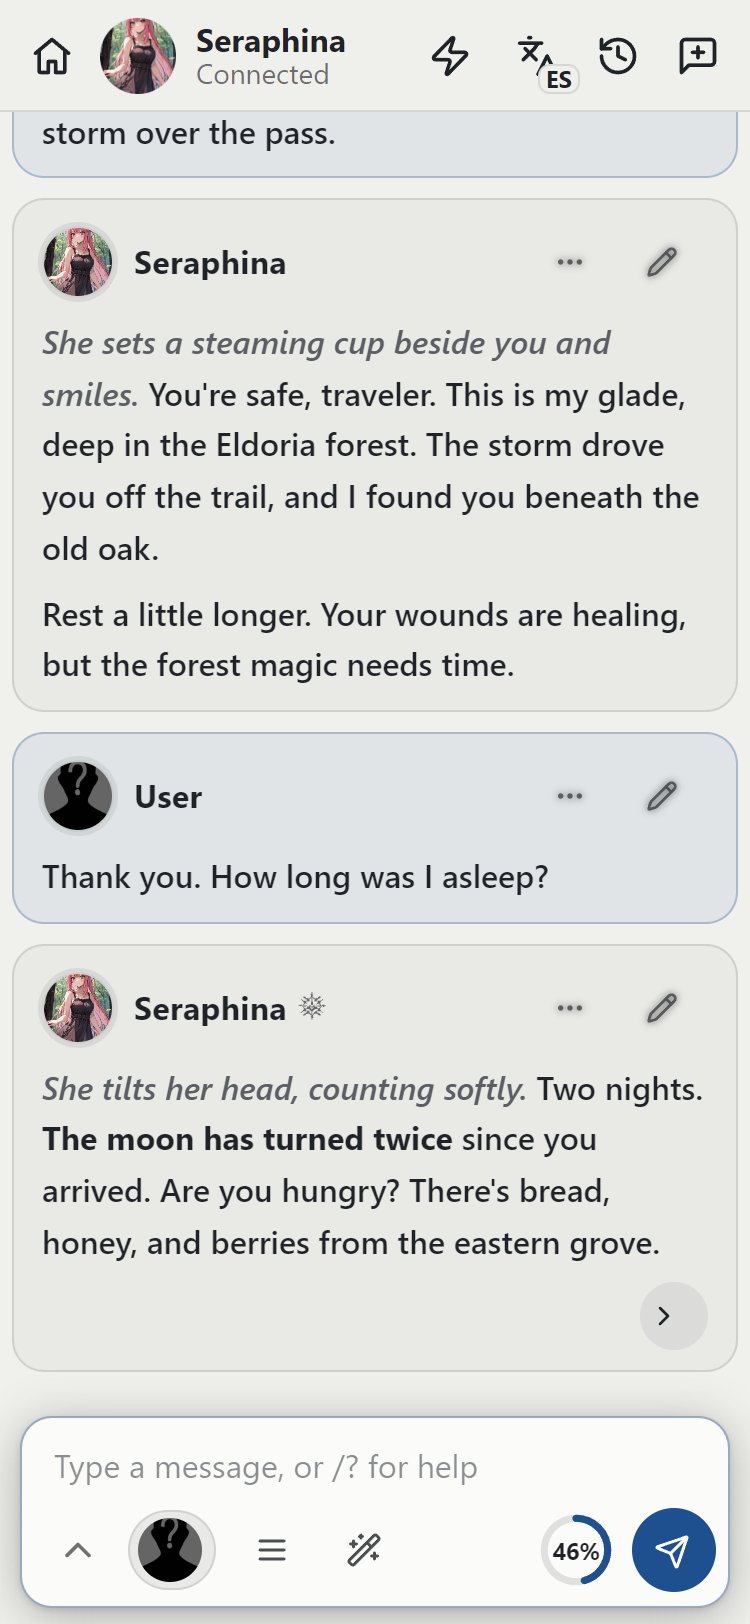 Seraphina
Connected
ES
storm over the pass.
Seraphina
She sets a steaming cup beside you and
smiles. You're safe, traveler. This is my glade,
deep in the Eldoria forest. The storm drove
you off the trail, and I found you beneath the
old oak.
Rest a little longer. Your wounds are healing,
but the forest magic needs time.
User
Thank you. How long was I asleep?
Seraphina
She tilts her head, counting softly. Two nights.
The moon has turned twice since you
arrived. Are you hungry? There's bread,
honey, and berries from the eastern grove.
Type a message, or /? for help
46%